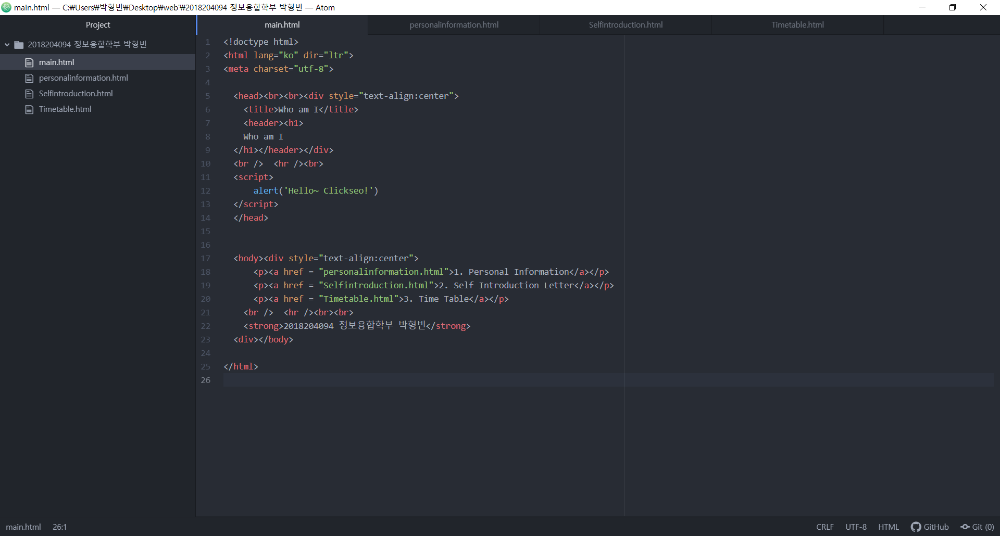 main.html — C:₩Users₩박형빈₩Desktop₩web'₩2018204094 정보융합학부 박형빈 — Atom
Project
main.html
personalinformation.html
Selfintroduction.html
Timetable.html
2018204094 정보융합학부 박형빈
main.html
personalinformation.html
Selfintroduction.html
Timetable.html
1 <!doctype html>
2 <html lang="ko" dir="ltr">
3 <meta charset="utf-8">
4
5 <head><br><br><div style="text-align:center">
6 <title>Who am I</title>
7 <header><h1>
8 Who am I
9 </h1></header></div>
10 <br />  <hr /><br>
11 <script>
12 alert('Hello~ Clickseo!')
13 </script>
14 </head>
15
16
17 <body><div style="text-align:center">
18 <p><a href = "personalinformation.html">1. Personal Information</a></p>
19 <p><a href = "Selfintroduction.html">2. Self Introduction Letter</a></p>
20 <p><a href = "Timetable.html">3. Time Table</a></p>
21 <br />  <hr /><br><br>
22 <strong>2018204094 정보융합학부 박형빈</strong>
23 <div></body>
24
25 </html>
26
main.html 26:1 CRLF UTF-8 HTML GitHub Git (0)